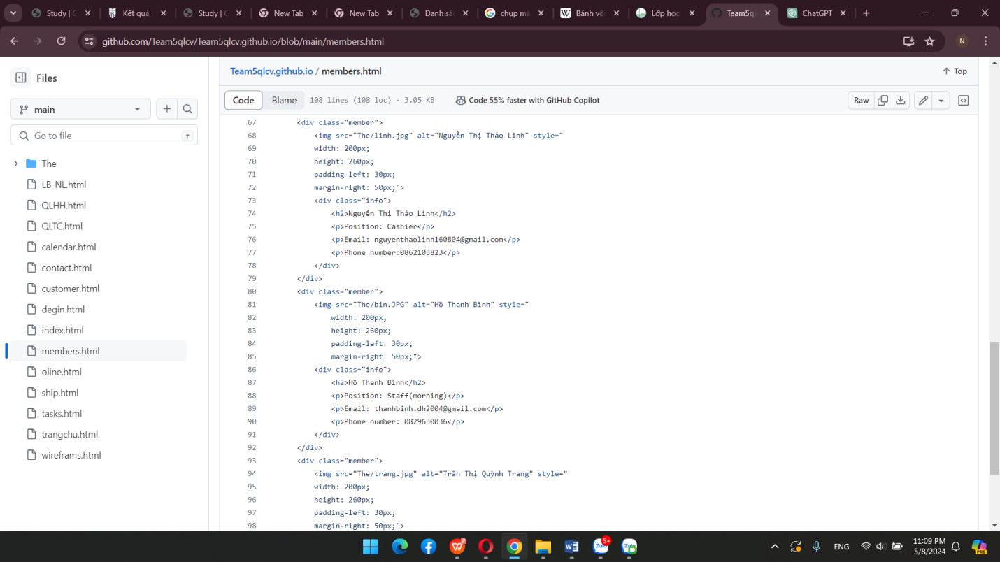 Study | G
Kết quả
Study | G
New Tab
New Tab
Danh sá
chụp mà
Bánh vò
Lớp học
Team5ql
ChatGPT
github.com/Team5qlcv/Team5qlcv.github.io/blob/main/members.html
N
Files
main
Go to file
t
The
LB-NL.html
QLHH.html
QLTC.html
calendar.html
contact.html
customer.html
degin.html
index.html
members.html
oline.html
ship.html
tasks.html
trangchu.html
wireframs.html
Team5qlcv.github.io / members.html
Top
Code Blame 108 lines (108 loc) · 3.05 KB Code 55% faster with GitHub Copilot Raw
67 <div class="member">
68 <img src="The/linh.jpg" alt="Nguyễn Thị Thảo Linh" style="
69 width: 200px;
70 height: 260px;
71 padding-left: 30px;
72 margin-right: 50px;">
73 <div class="info">
74 <h2>Nguyễn Thị Thảo Linh</h2>
75 <p>Position: Cashier</p>
76 <p>Email: nguyenthaolinh160804@gmail.com</p>
77 <p>Phone number:0862103823</p>
78 </div>
79 </div>
80 <div class="member">
81 <img src="The/bin.JPG" alt="Hồ Thanh Bình" style="
82 width: 200px;
83 height: 260px;
84 padding-left: 30px;
85 margin-right: 50px;">
86 <div class="info">
87 <h2>Hồ Thanh Bình</h2>
88 <p>Position: Staff(morning)</p>
89 <p>Email: thanhbinh.dh2004@gmail.com</p>
90 <p>Phone number: 0829630036</p>
91 </div>
92 </div>
93 <div class="member">
94 <img src="The/trang.jpg" alt="Trần Thị Quỳnh Trang" style="
95 width: 200px;
96 height: 260px;
97 padding-left: 30px;
98 margin-right: 50px;">
5+
Zalo
Zalo
ENG
11:09 PM
5/8/2024
PRE